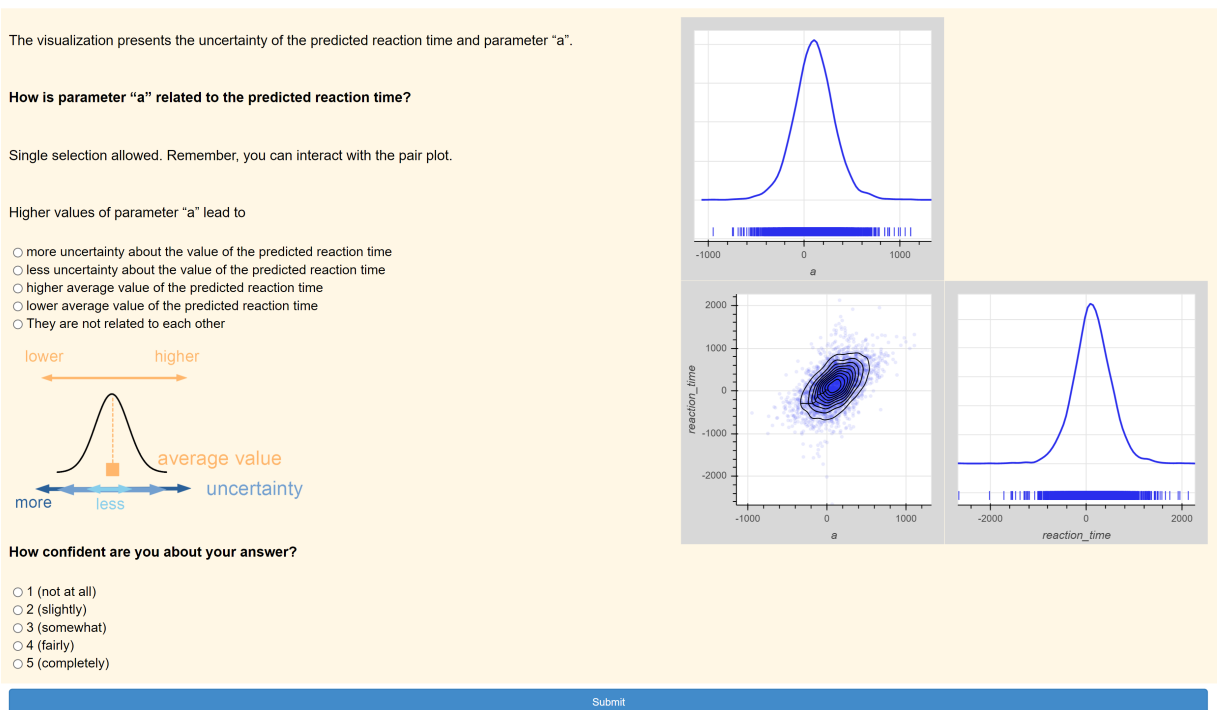 The visualization presents the uncertainty of the predicted reaction time and parameter “a”.
How is parameter “a” related to the predicted reaction time?
Single selection allowed. Remember, you can interact with the pair plot.
Higher values of parameter “a” lead to
more uncertainty about the value of the predicted reaction time
less uncertainty about the value of the predicted reaction time
higher average value of the predicted reaction time
lower average value of the predicted reaction time
They are not related to each other
lower higher
average value
uncertainty
more less
How confident are you about your answer?
1 (not at all)
2 (slightly)
3 (somewhat)
4 (fairly)
5 (completely)
Submit
-1000 0 1000
a
2000
1000
0
-1000
-2000
reaction_time
-1000 0 1000
a
-2000 0 2000
reaction_time